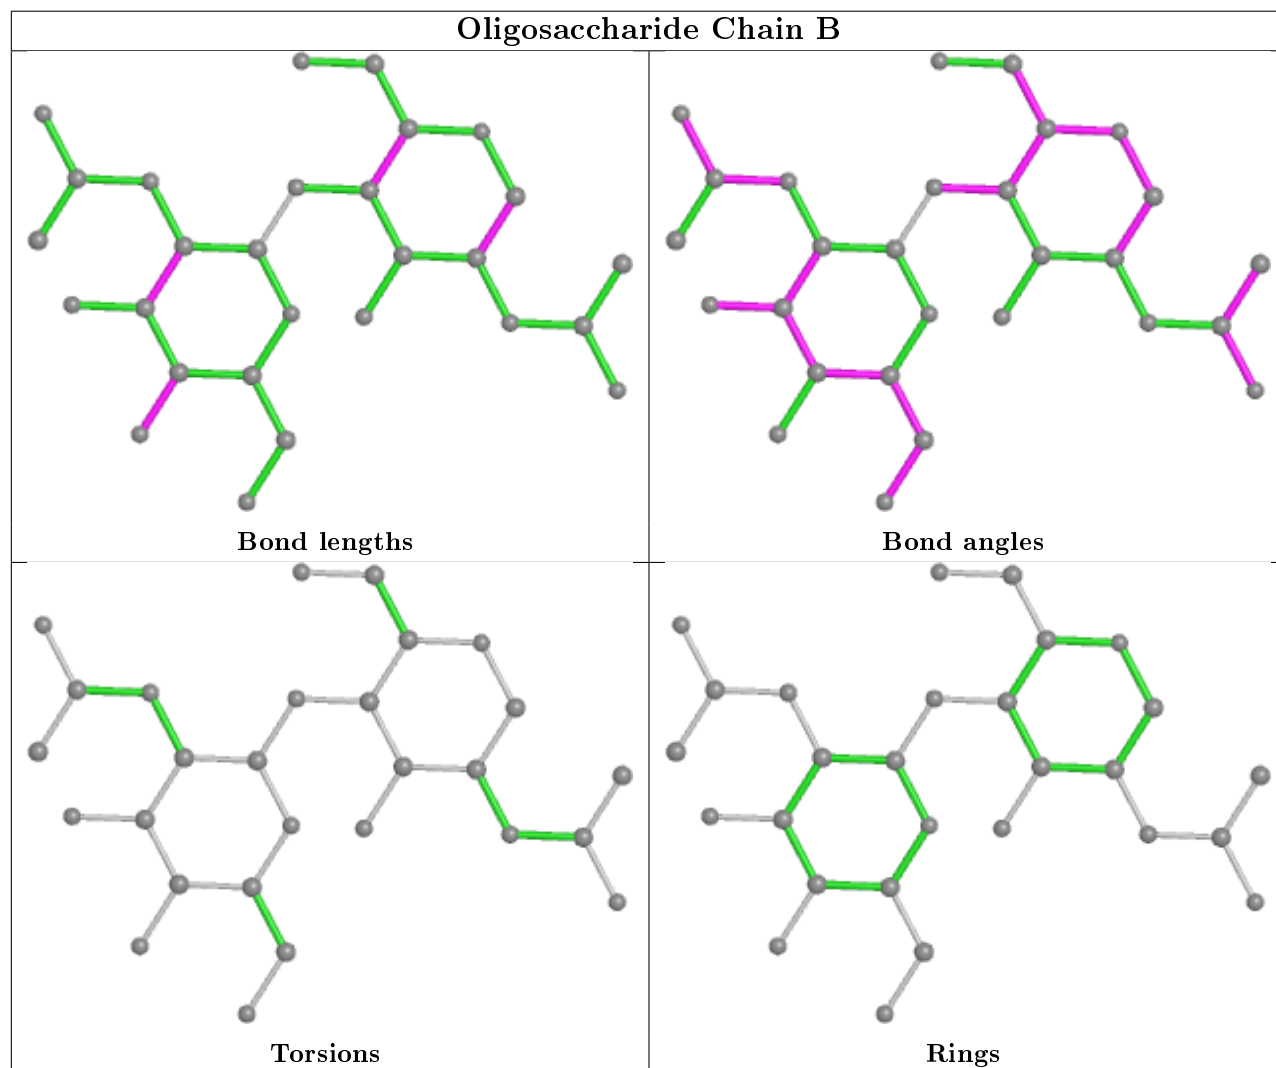 Oligosaccharide Chain B
Bond lengths
Bond angles
Torsions
Rings